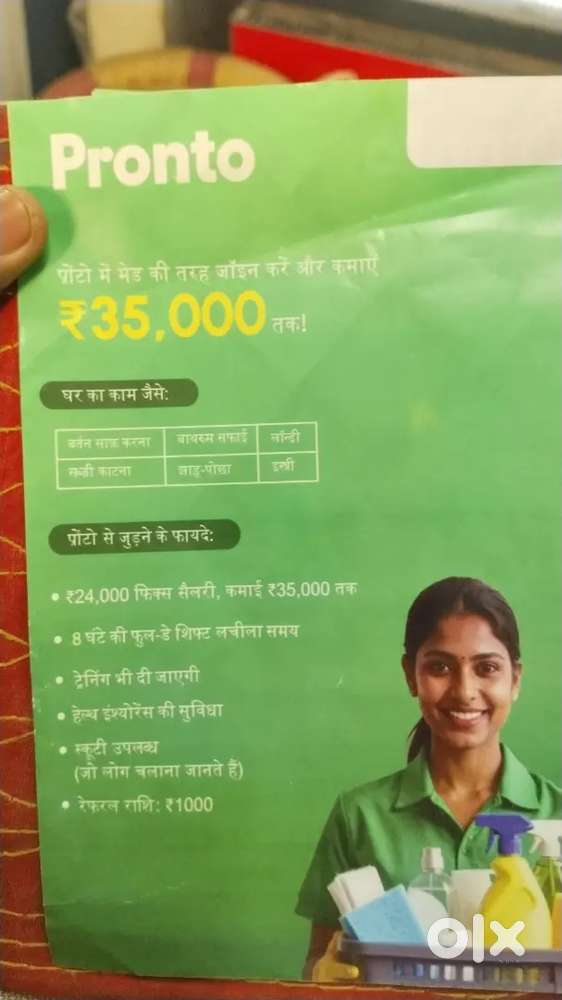 Pronto
प्रोंटो में मेड की तरह जॉइन करें और कमाएं
₹35,000 तक!
घर का काम जैसे:
बर्तन साफ़ करना बाथरूम सफाई लॉन्ड्री
सब्ज़ी काटना झाड़ू-पोछा इस्त्री
प्रोंटो से जुड़ने के फायदे:
• ₹24,000 फिक्स सैलरी, कमाई ₹35,000 तक
• 8 घंटे की फुल-डे शिफ्ट लचीला समय
• ट्रेनिंग भी दी जाएगी
• हेल्थ इंश्योरेंस की सुविधा
• स्कूटी उपलब्ध
(जो लोग चलाना जानते हैं)
• रेफरल राशि: ₹1000
olx